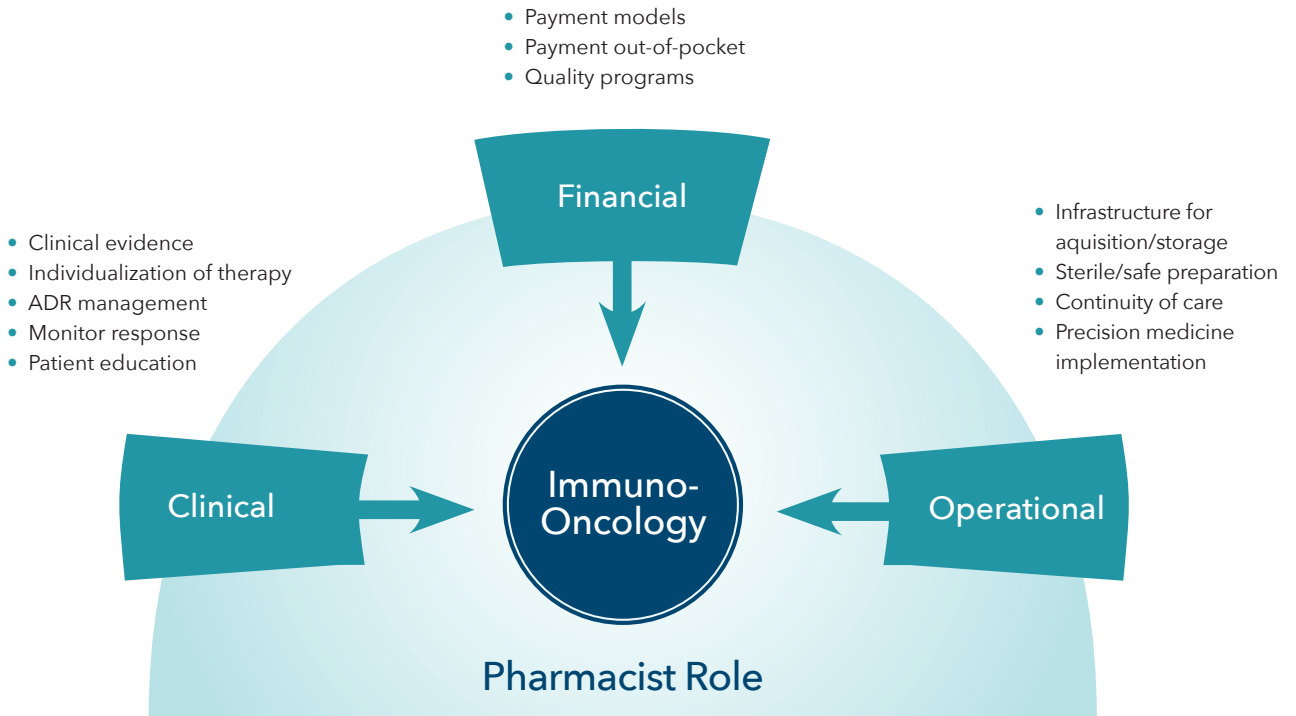 • Payment models
• Payment out-of-pocket
• Quality programs
Financial
• Clinical evidence
• Individualization of therapy
• ADR management
• Monitor response
• Patient education
• Infrastructure for
aquisition/storage
• Sterile/safe preparation
• Continuity of care
• Precision medicine
implementation
Clinical
Immuno-
Oncology
Operational
Pharmacist Role